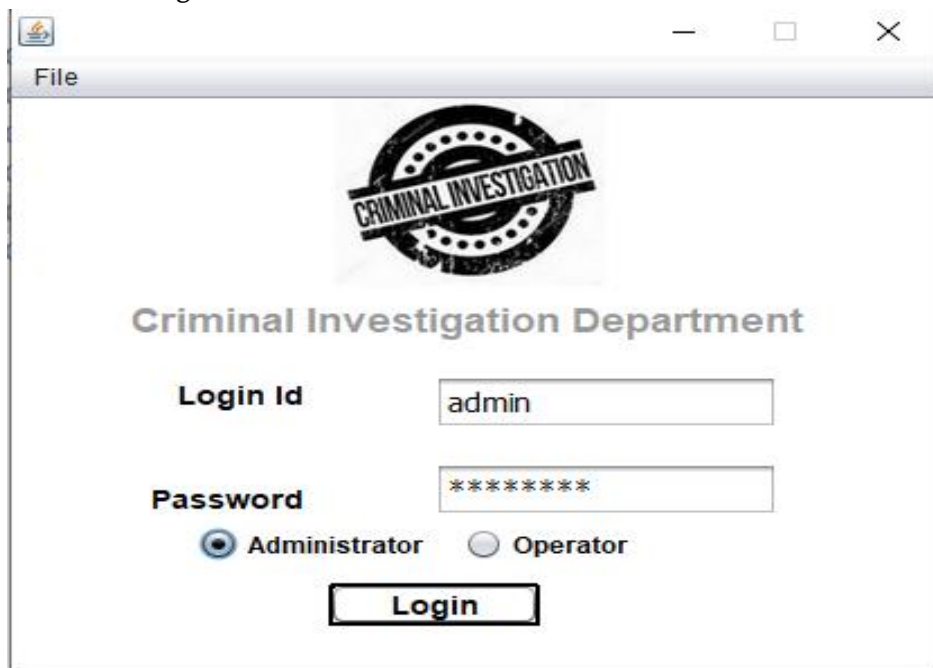 File
CRIMINAL INVESTIGATION
Criminal Investigation Department
Login Id
admin
Password
********
Administrator Operator
Login